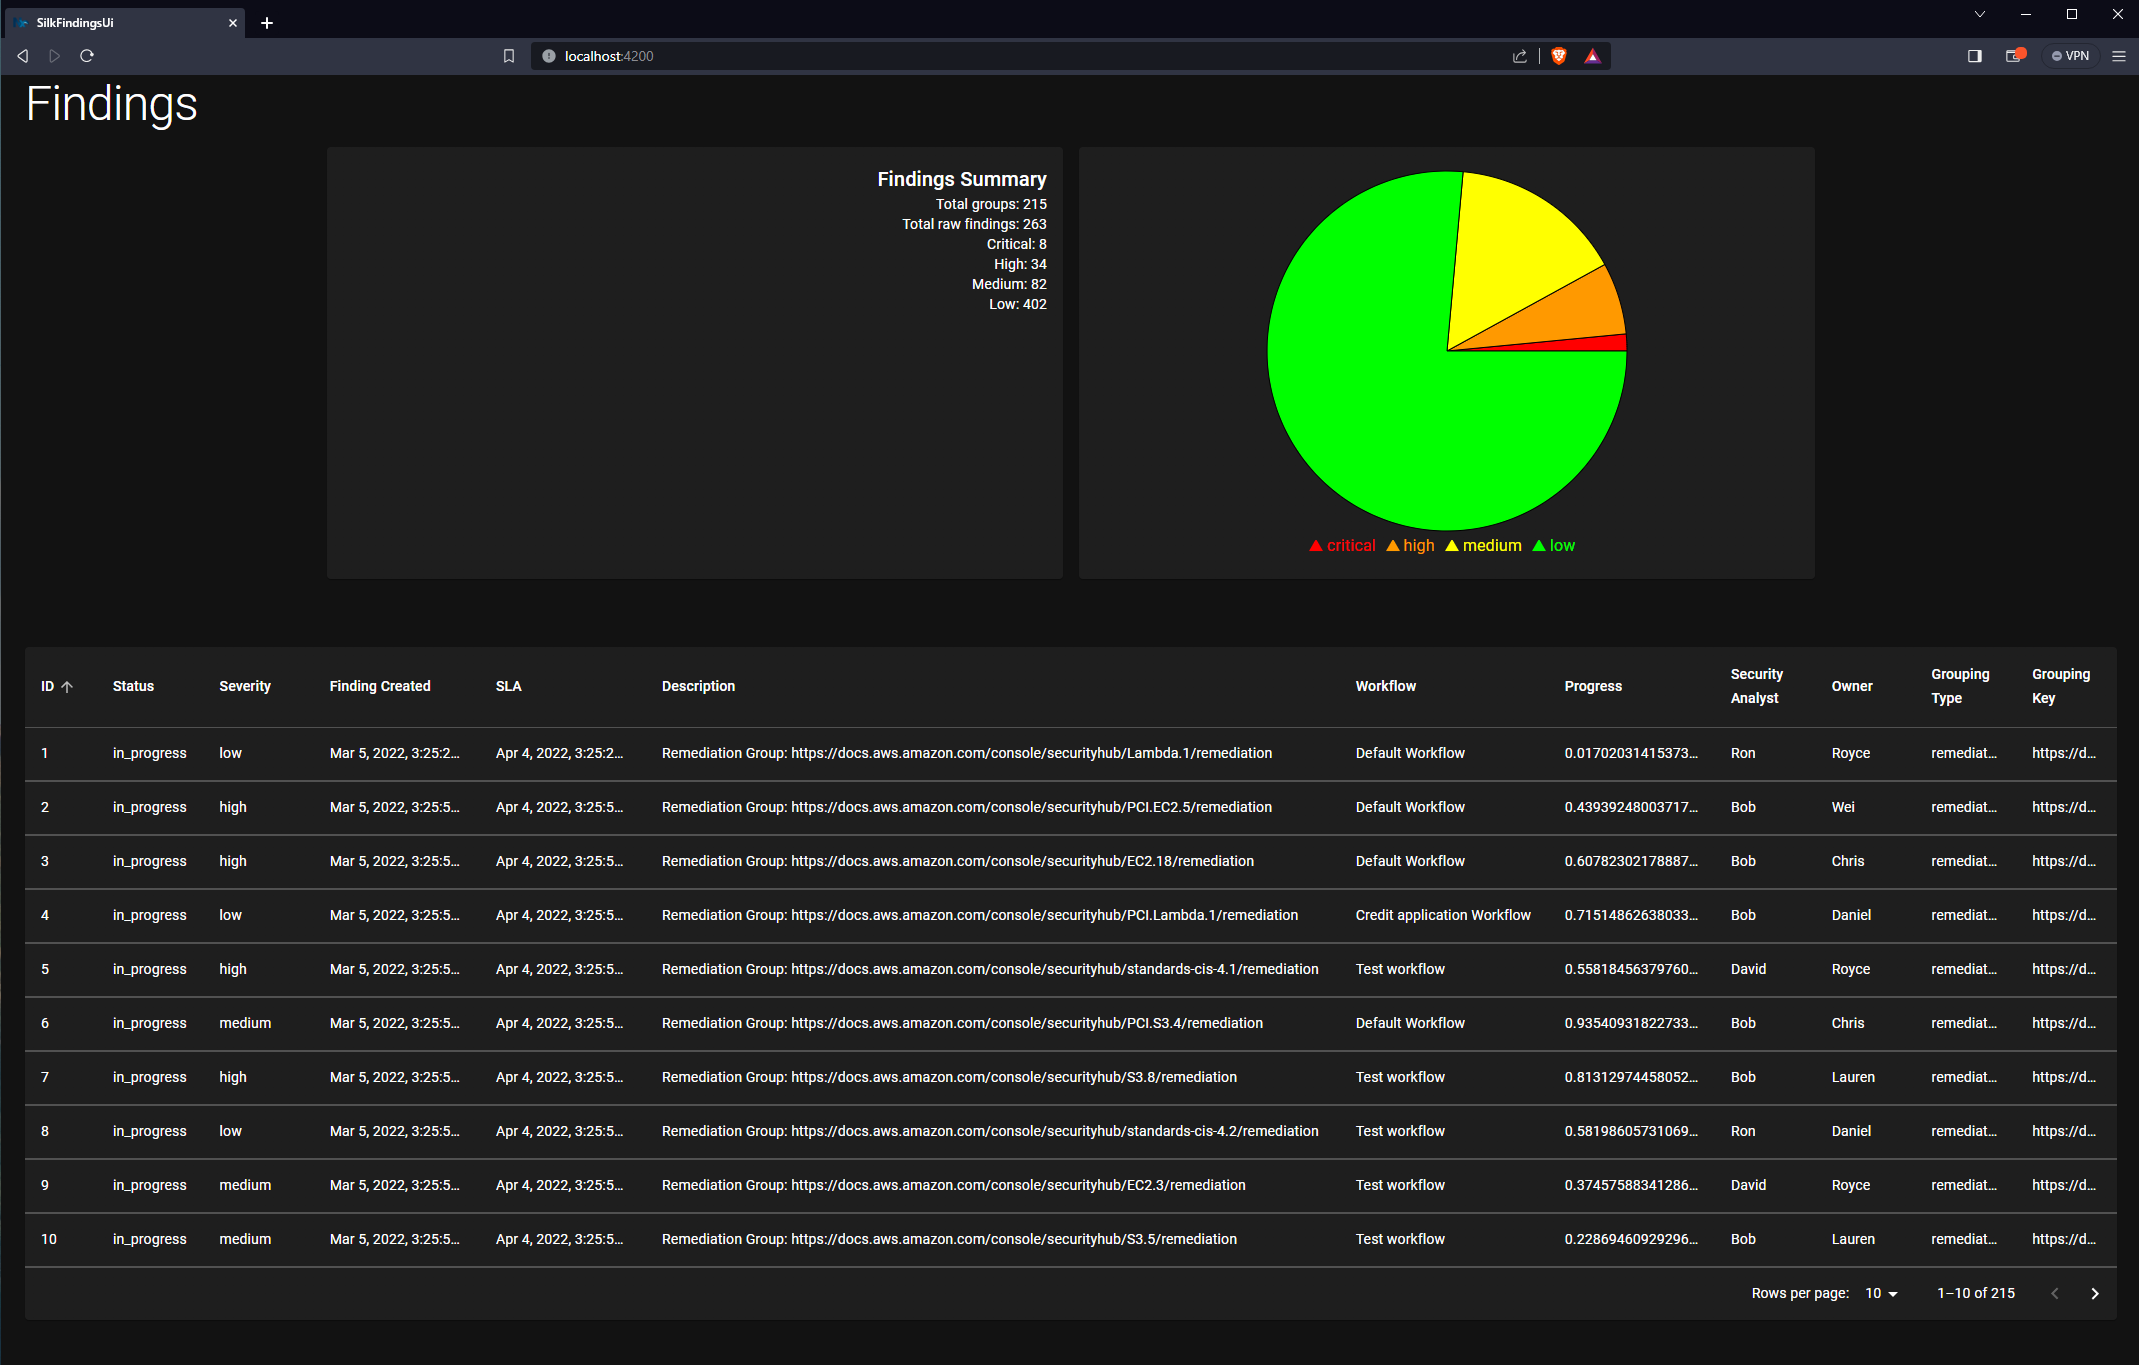 SilkFindingsUi
localhost:4200
VPN
Findings
Findings Summary
Total groups: 215
Total raw findings: 263
Critical: 8
High: 34
Medium: 82
Low: 402
critical high medium low
ID Status Severity Finding Created SLA Description Workflow Progress Security Analyst Owner Grouping Type Grouping Key
1 in_progress low Mar 5, 2022, 3:25:2... Apr 4, 2022, 3:25:2... Remediation Group: https://docs.aws.amazon.com/console/securityhub/Lambda.1/remediation Default Workflow 0.01702031415373... Ron Royce remediat... https://d...
2 in_progress high Mar 5, 2022, 3:25:5... Apr 4, 2022, 3:25:5... Remediation Group: https://docs.aws.amazon.com/console/securityhub/PCI.EC2.5/remediation Default Workflow 0.43939248003717... Bob Wei remediat... https://d...
3 in_progress high Mar 5, 2022, 3:25:5... Apr 4, 2022, 3:25:5... Remediation Group: https://docs.aws.amazon.com/console/securityhub/EC2.18/remediation Default Workflow 0.60782302178887... Bob Chris remediat... https://d...
4 in_progress low Mar 5, 2022, 3:25:5... Apr 4, 2022, 3:25:5... Remediation Group: https://docs.aws.amazon.com/console/securityhub/PCI.Lambda.1/remediation Credit application Workflow 0.71514862638033... Bob Daniel remediat... https://d...
5 in_progress high Mar 5, 2022, 3:25:5... Apr 4, 2022, 3:25:5... Remediation Group: https://docs.aws.amazon.com/console/securityhub/standards-cis-4.1/remediation Test workflow 0.55818456379760... David Royce remediat... https://d...
6 in_progress medium Mar 5, 2022, 3:25:5... Apr 4, 2022, 3:25:5... Remediation Group: https://docs.aws.amazon.com/console/securityhub/PCI.S3.4/remediation Default Workflow 0.93540931822733... Bob Chris remediat... https://d...
7 in_progress high Mar 5, 2022, 3:25:5... Apr 4, 2022, 3:25:5... Remediation Group: https://docs.aws.amazon.com/console/securityhub/S3.8/remediation Test workflow 0.81312974458052... Bob Lauren remediat... https://d...
8 in_progress low Mar 5, 2022, 3:25:5... Apr 4, 2022, 3:25:5... Remediation Group: https://docs.aws.amazon.com/console/securityhub/standards-cis-4.2/remediation Test workflow 0.58198605731069... Ron Daniel remediat... https://d...
9 in_progress medium Mar 5, 2022, 3:25:5... Apr 4, 2022, 3:25:5... Remediation Group: https://docs.aws.amazon.com/console/securityhub/EC2.3/remediation Test workflow 0.37457588341286... David Royce remediat... https://d...
10 in_progress medium Mar 5, 2022, 3:25:5... Apr 4, 2022, 3:25:5... Remediation Group: https://docs.aws.amazon.com/console/securityhub/S3.5/remediation Test workflow 0.22869460929296... Bob Lauren remediat... https://d...
Rows per page: 10 1–10 of 215